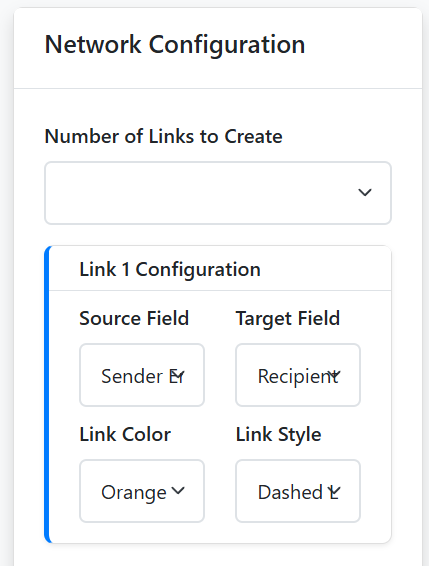 Network Configuration
Number of Links to Create
Link 1 Configuration
Source Field Target Field
Sender Recipient
Link Color Link Style
Orange Dashed L